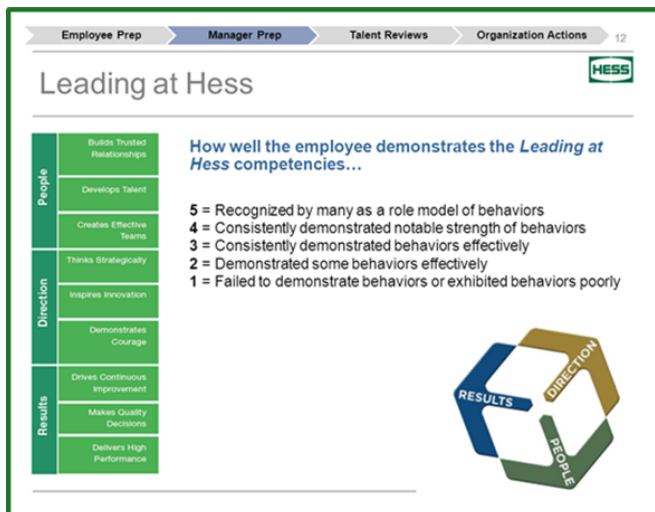 Employee Prep
Manager Prep
Talent Reviews
Organization Actions
12
Leading at Hess
HESS
People
Builds Trusted
Relationships
Develops Talent
Creates Effective
Teams
Direction
Thinks Strategically
Inspires Innovation
Demonstrates
Courage
Results
Drives Continuous
Improvement
Makes Quality
Decisions
Delivers High
Performance
How well the employee demonstrates the Leading at
Hess competencies…
5 = Recognized by many as a role model of behaviors
4 = Consistently demonstrated notable strength of behaviors
3 = Consistently demonstrated behaviors effectively
2 = Demonstrated some behaviors effectively
1 = Failed to demonstrate behaviors or exhibited behaviors poorly
RESULTS
DIRECTION
PEOPLE